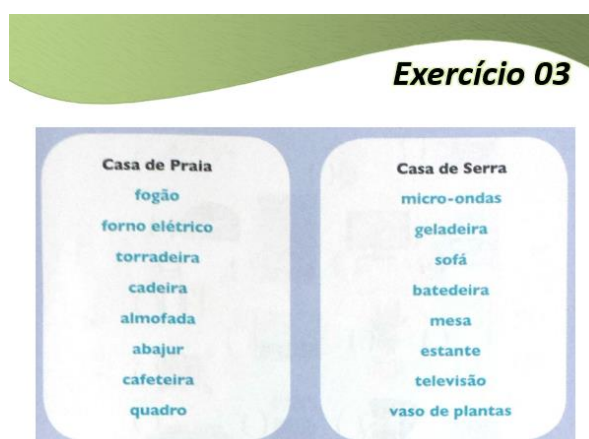 Exercício 03
Casa de Praia
fogão
forno elétrico
torradeira
cadeira
almofada
abajur
cafeteira
quadro
Casa de Serra
micro-ondas
geladeira
sofá
batedeira
mesa
estante
televisão
vaso de plantas